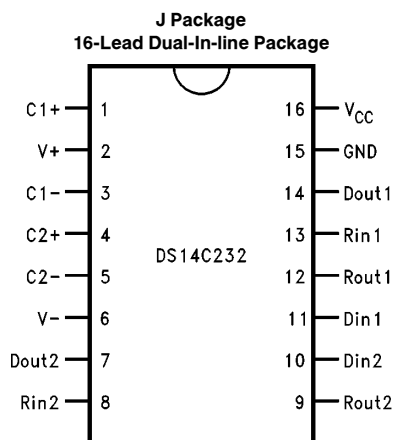 J Package
16-Lead Dual-In-line Package
C1+ 1 16 VCC
V+ 2 15 GND
C1- 3 14 Dout1
C2+ 4 13 Rin1
DS14C232
C2- 5 12 Rout1
V- 6 11 Din1
Dout2 7 10 Din2
Rin2 8 9 Rout2